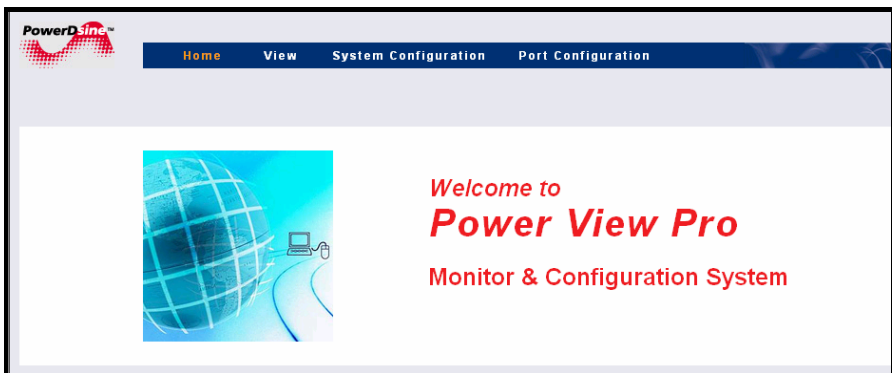 PowerDsine™
Home View System Configuration Port Configuration
Welcome to
Power View Pro
Monitor & Configuration System